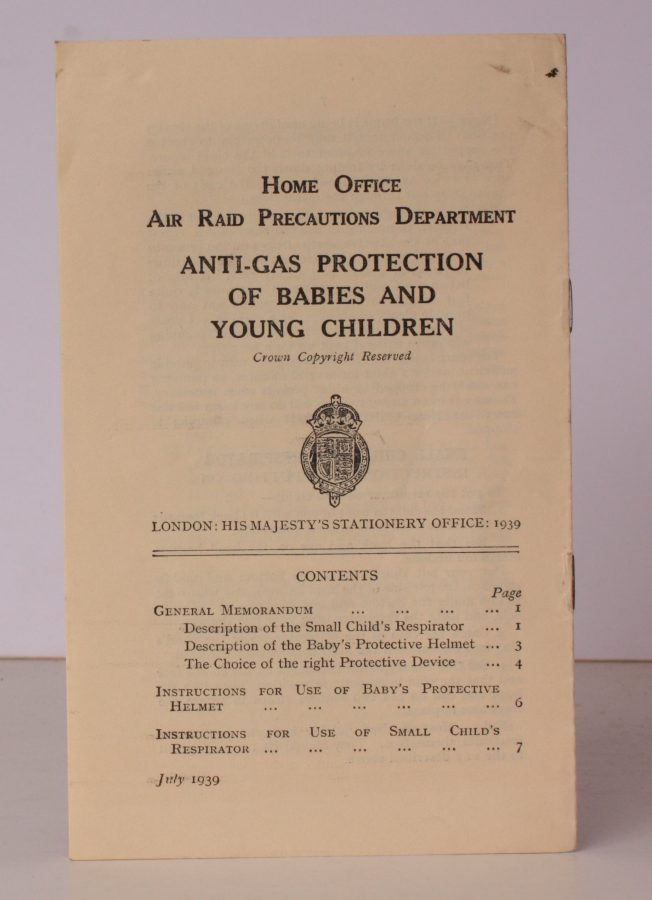 HOME OFFICE
AIR RAID PRECAUTIONS DEPARTMENT
ANTI-GAS PROTECTION
OF BABIES AND
YOUNG CHILDREN
Crown Copyright Reserved
LONDON: HIS MAJESTY'S STATIONERY OFFICE: 1939
CONTENTS
Page
GENERAL MEMORANDUM ... ... ... ... 1
Description of the Small Child's Respirator ... 1
Description of the Baby's Protective Helmet ... 3
The Choice of the right Protective Device ... 4
INSTRUCTIONS FOR USE OF BABY'S PROTECTIVE
HELMET ... ... ... ... ... ... 6
INSTRUCTIONS FOR USE OF SMALL CHILD'S
RESPIRATOR ... ... ... ... ... ... 7
July 1939